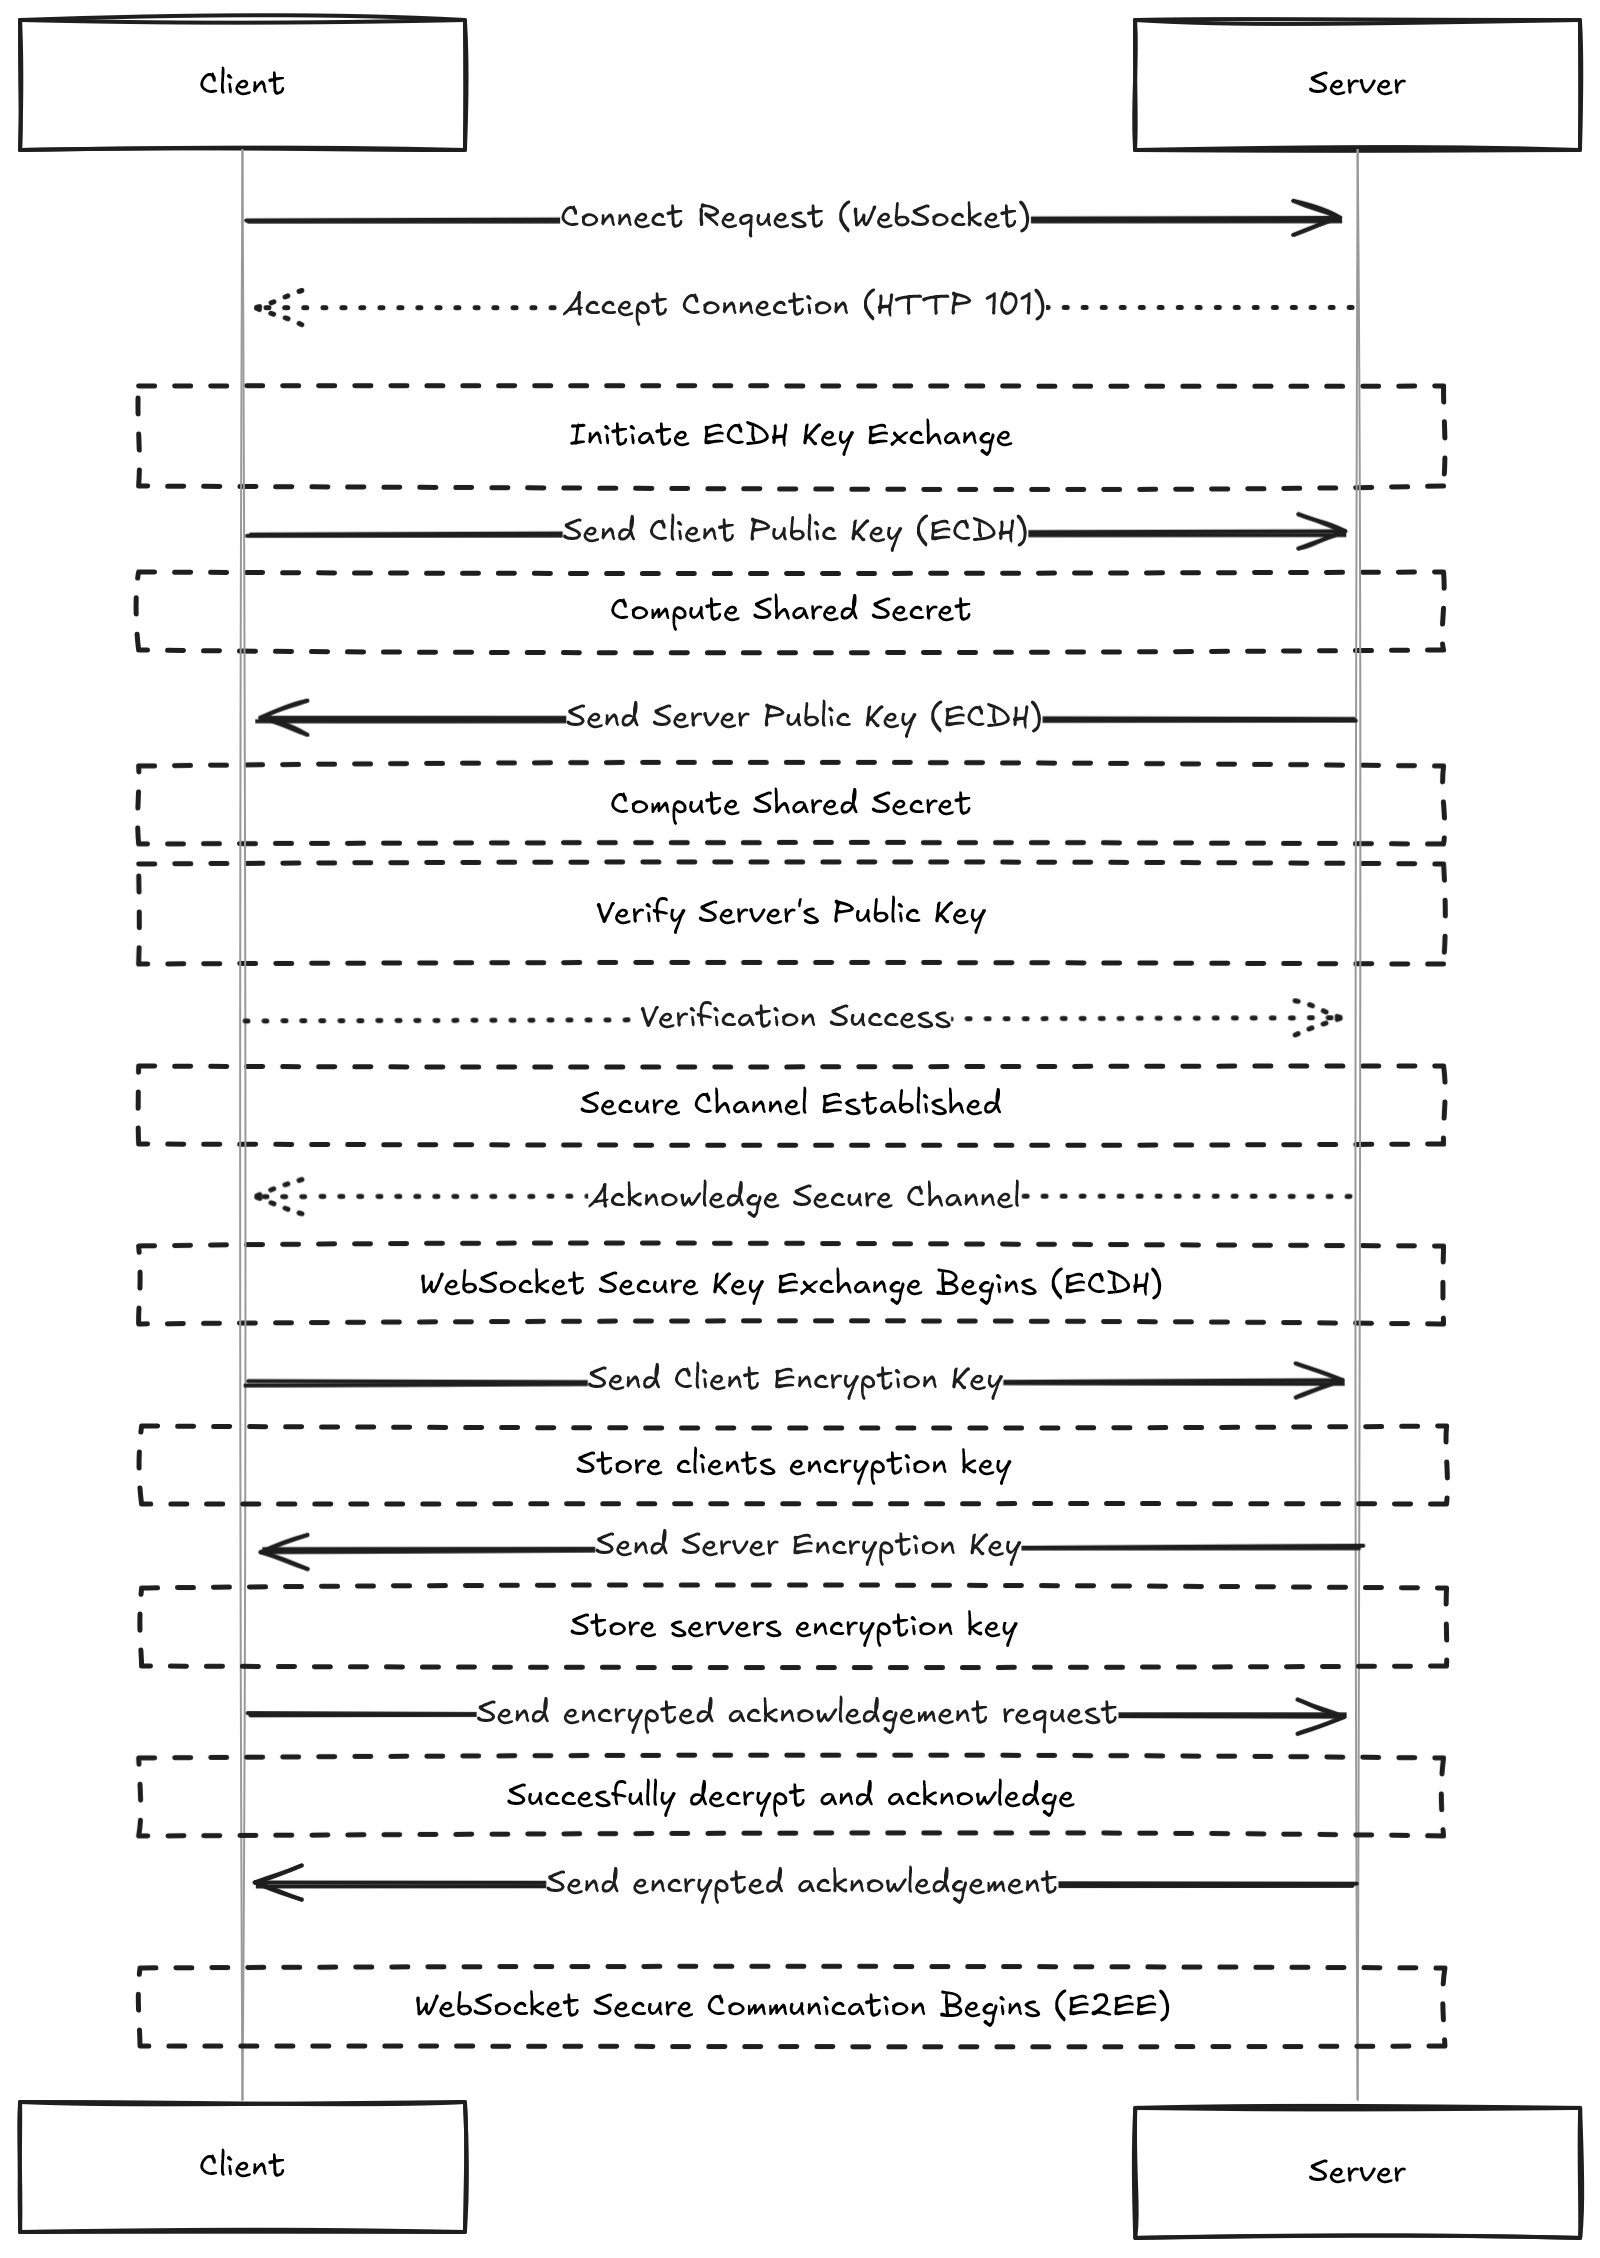 Client
Server
Connect Request (WebSocket)
Accept Connection (HTTP 101)
Initiate ECDH Key Exchange
Send Client Public Key (ECDH)
Compute Shared Secret
Send Server Public Key (ECDH)
Compute Shared Secret
Verify Server's Public Key
Verification Success
Secure Channel Established
Acknowledge Secure Channel
WebSocket Secure Key Exchange Begins (ECDH)
Send Client Encryption Key
Store clients encryption key
Send Server Encryption Key
Store servers encryption key
Send encrypted acknowledgement request
Succesfully decrypt and acknowledge
Send encrypted acknowledgement
WebSocket Secure Communication Begins (E2EE)
Client
Server